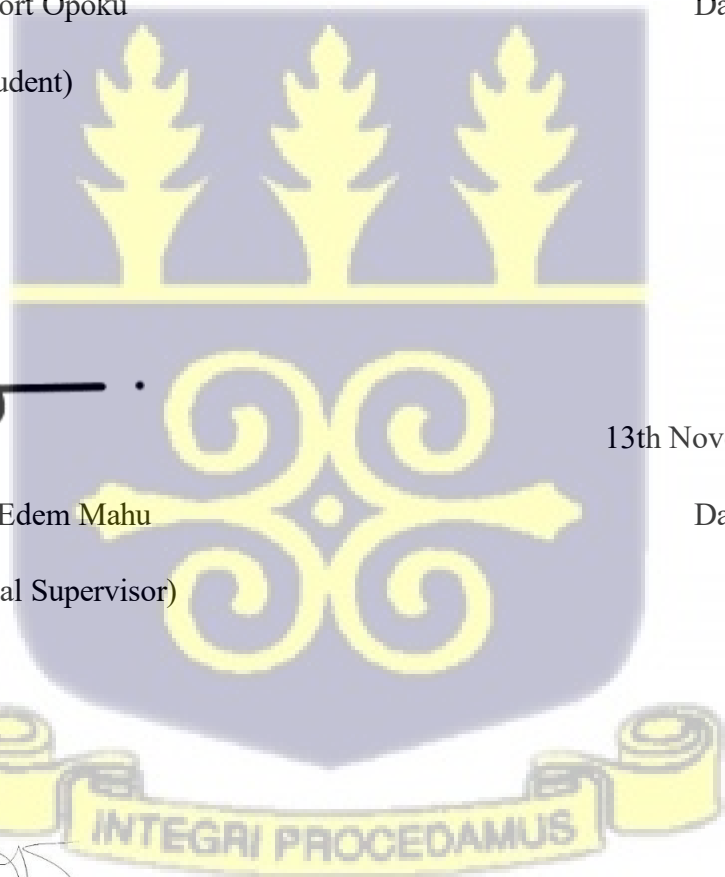 ort Opoku Da
udent)
13th Nov
Edem Mahu Da
al Supervisor)
INTEGRI PROCEDAMUS